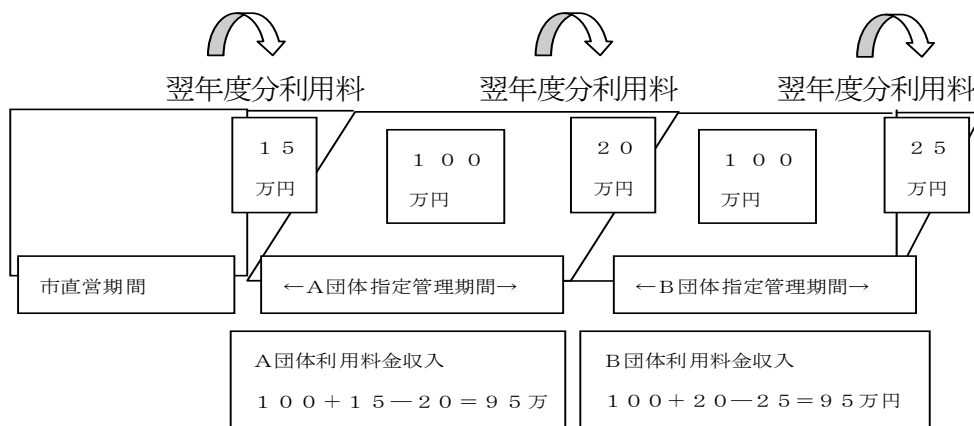 翌年度分利用料
翌年度分利用料
翌年度分利用料
１５
万円
１００
万円
２０
万円
１００
万円
２５
万円
市直営期間
←A団体指定管理期間→
←B団体指定管理期間→
A団体利用料金収入
１００＋１５―２０＝９５万
B団体利用料金収入
１００＋２０―２５＝９５万円